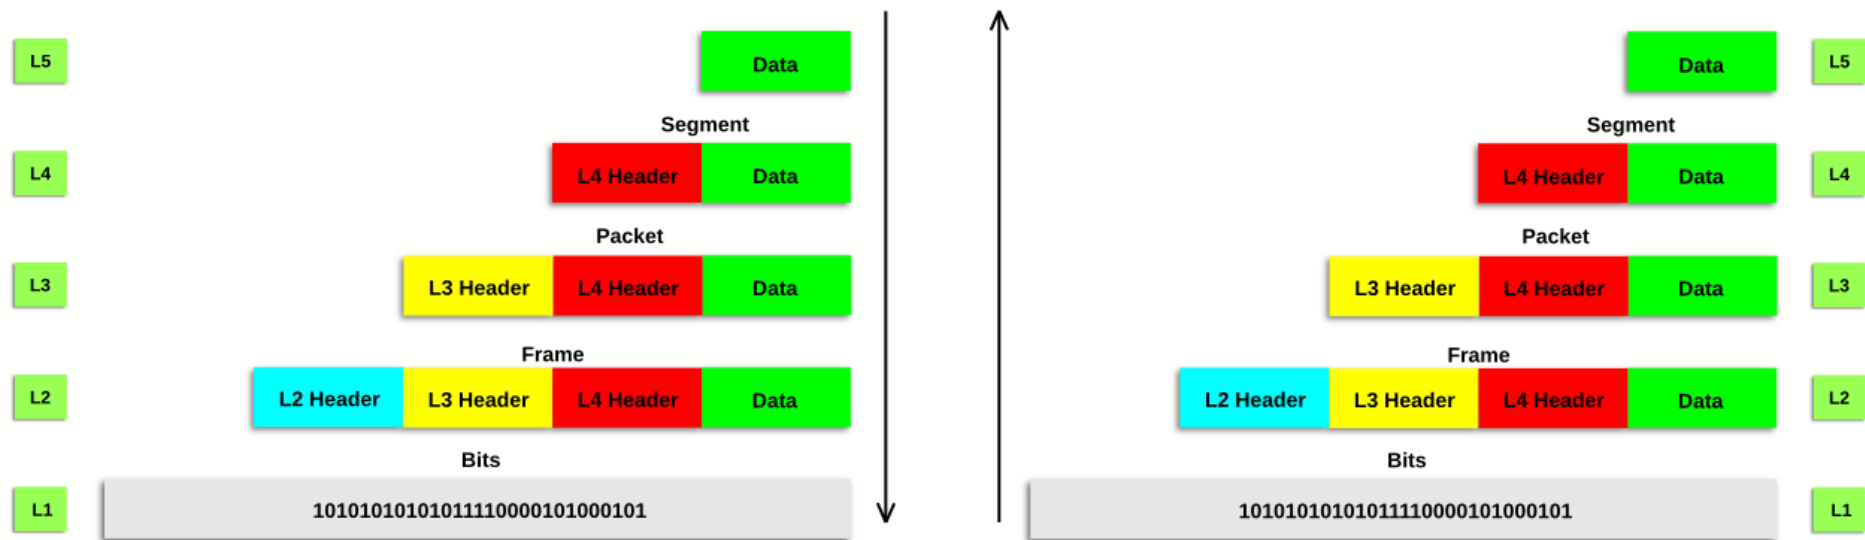 L5 Data Data L5
Segment Segment
L4 L4 Header Data L4 Header Data L4
Packet Packet
L3 L3 Header L4 Header Data L3 Header L4 Header Data L3
Frame Frame
L2 L2 Header L3 Header L4 Header Data L2 Header L3 Header L4 Header Data L2
Bits Bits
L1 10101010101011110000101000101 10101010101011110000101000101 L1